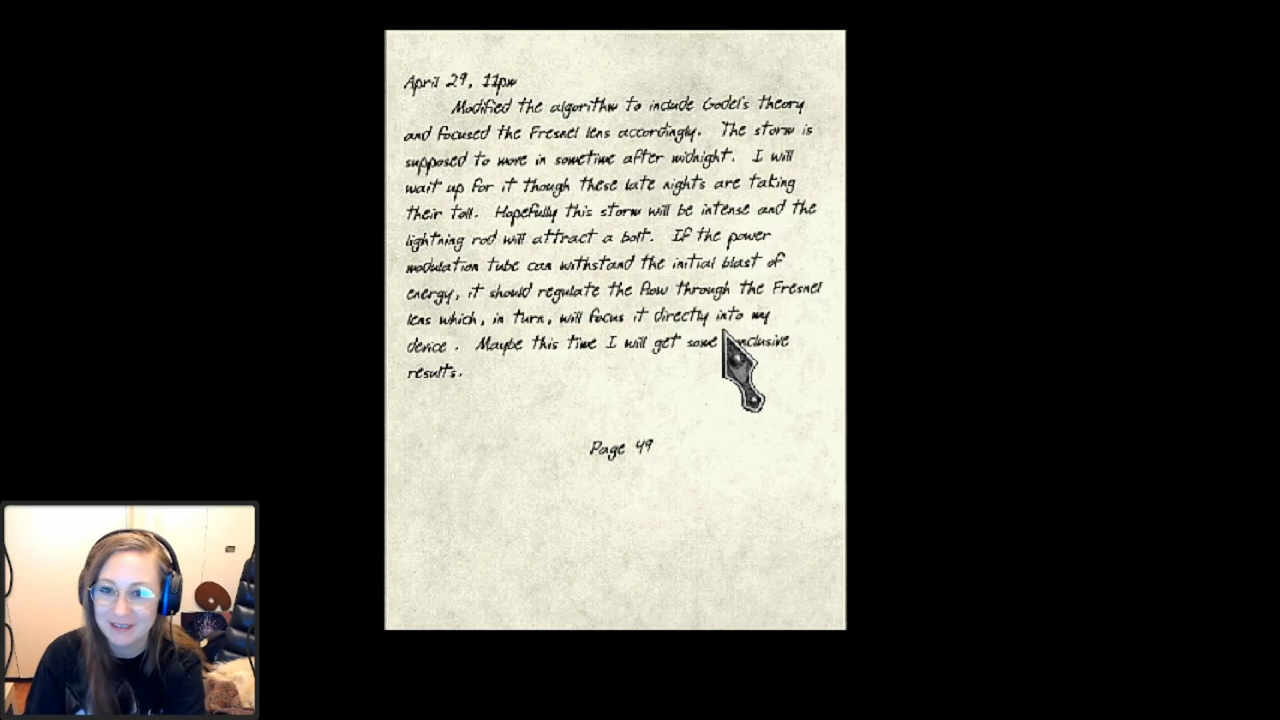 April 29, 11pm
Modified the algorithm to include Godel's theory
and focused the Fresnel lens accordingly. The storm is
supposed to move in sometime after midnight. I will
wait up for it though these late nights are taking
their toll. Hopefully this storm will be intense and the
lightning rod will attract a bolt. If the power
modulation tube can withstand the initial blast of
energy, it should regulate the flow through the Fresnel
lens which, in turn, will focus it directly into my
device. Maybe this time I will get some
results.
Page 49